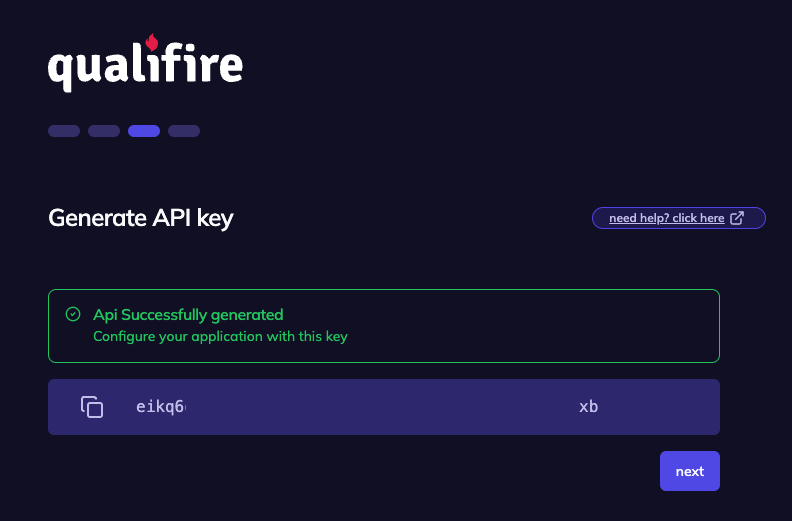 qualifire
Generate API key
need help? click here
Api Successfully generated
Configure your application with this key
eikq6 xb
next